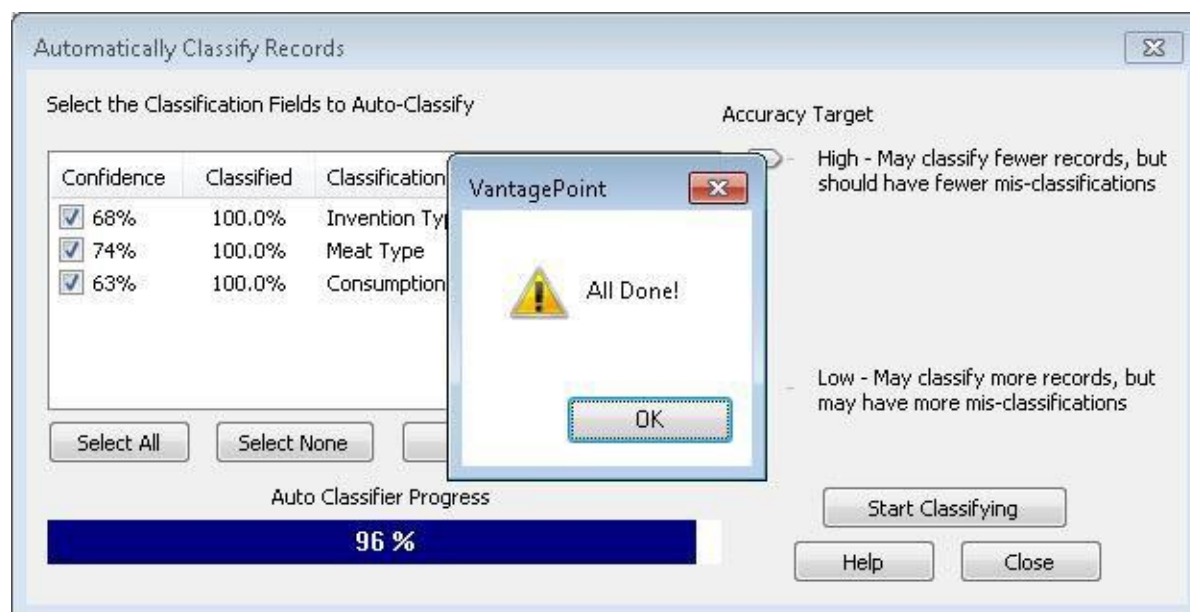 Automatically Classify Records
Select the Classification Fields to Auto-Classify
Accuracy Target
Confidence Classified Classification
68% 100.0% Invention
74% 100.0% Meat Type
63% 100.0% Consumption
VantagePoint
All Done!
OK
High - May classify fewer records, but
should have fewer mis-classifications
Low - May classify more records, but
may have more mis-classifications
Select All Select None
Auto Classifier Progress
96 %
Start Classifying
Help Close